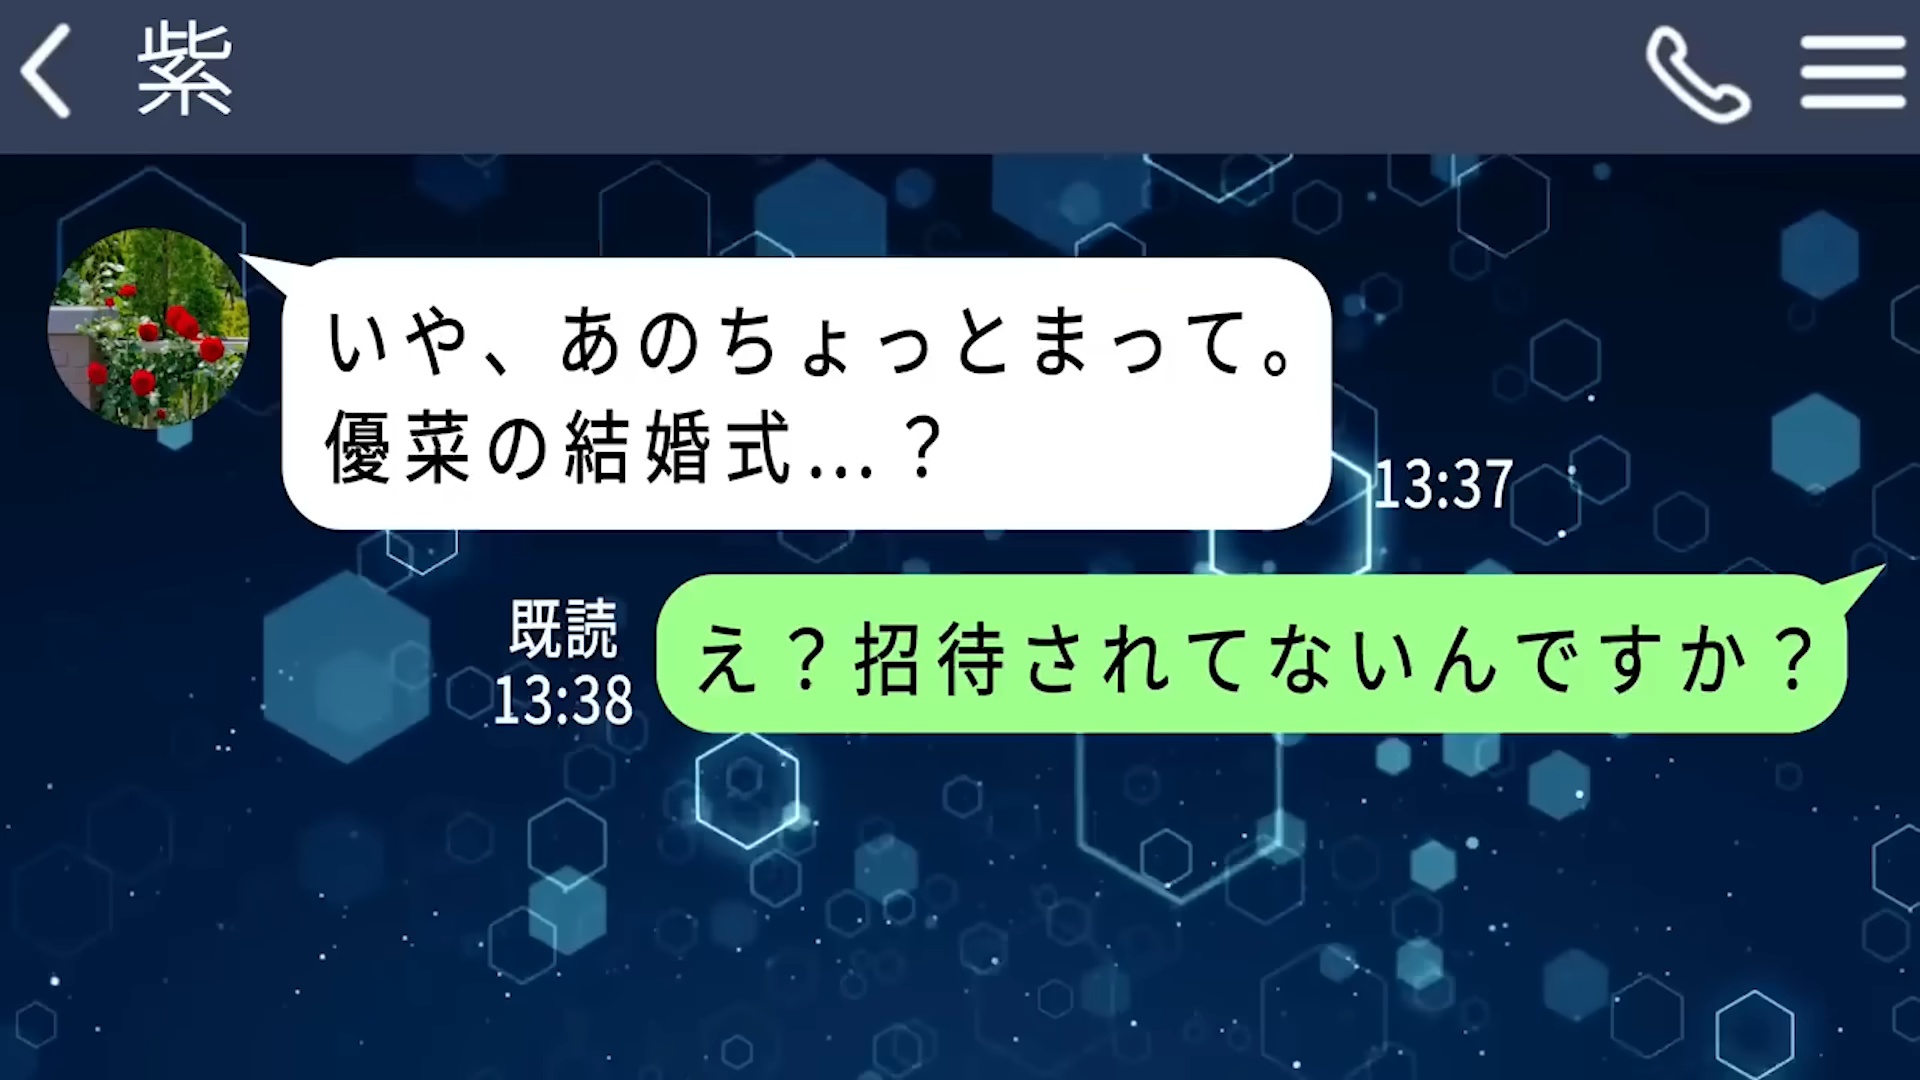 紫
いや、あのちょっとまって。
優菜の結婚式…？
13:37
え？招待されてないんですか？
既読
13:38